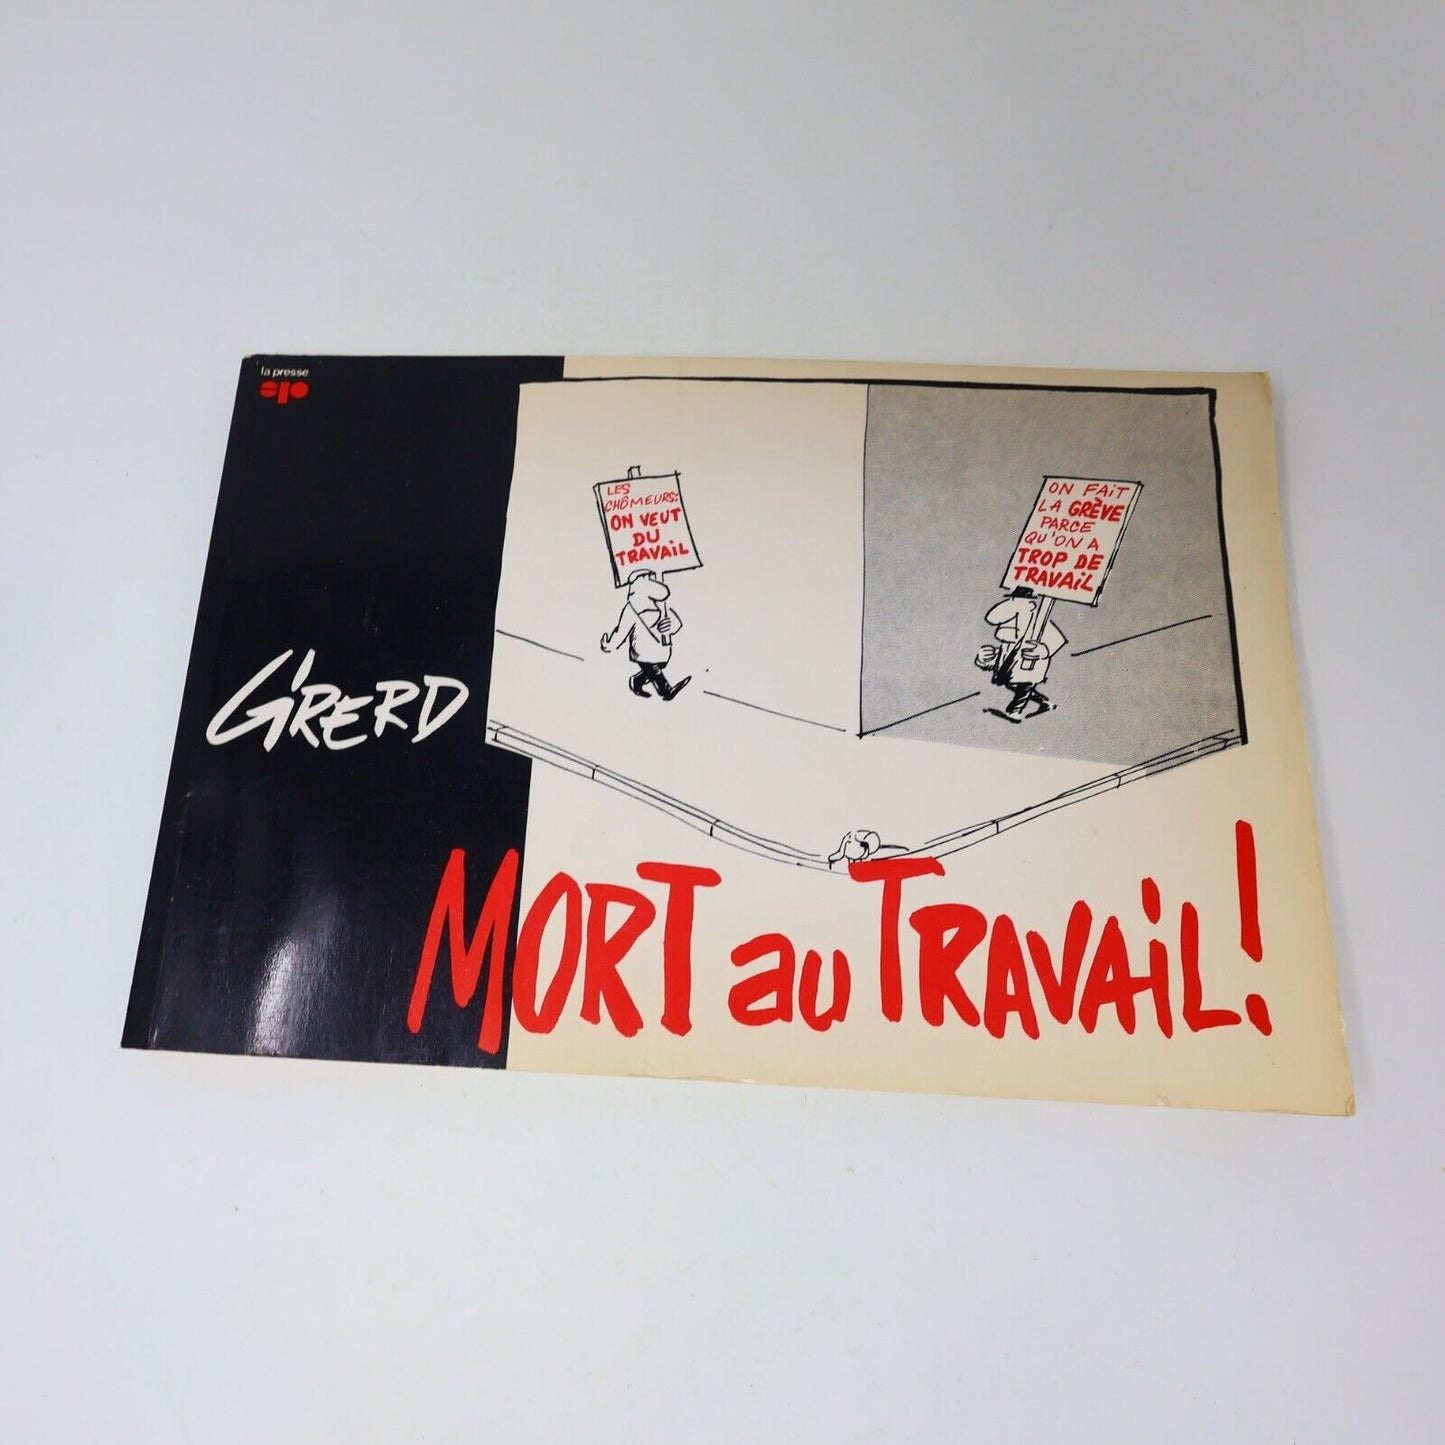 la presse
LES
CHÔMEURS:
ON VEUT
DU
TRAVAiL
ON FAiT
LA GRÈVE
PARCE
QU'ON A
TROP DE
TRAVAiL
GIRERD
MORT au TRAVAiL!